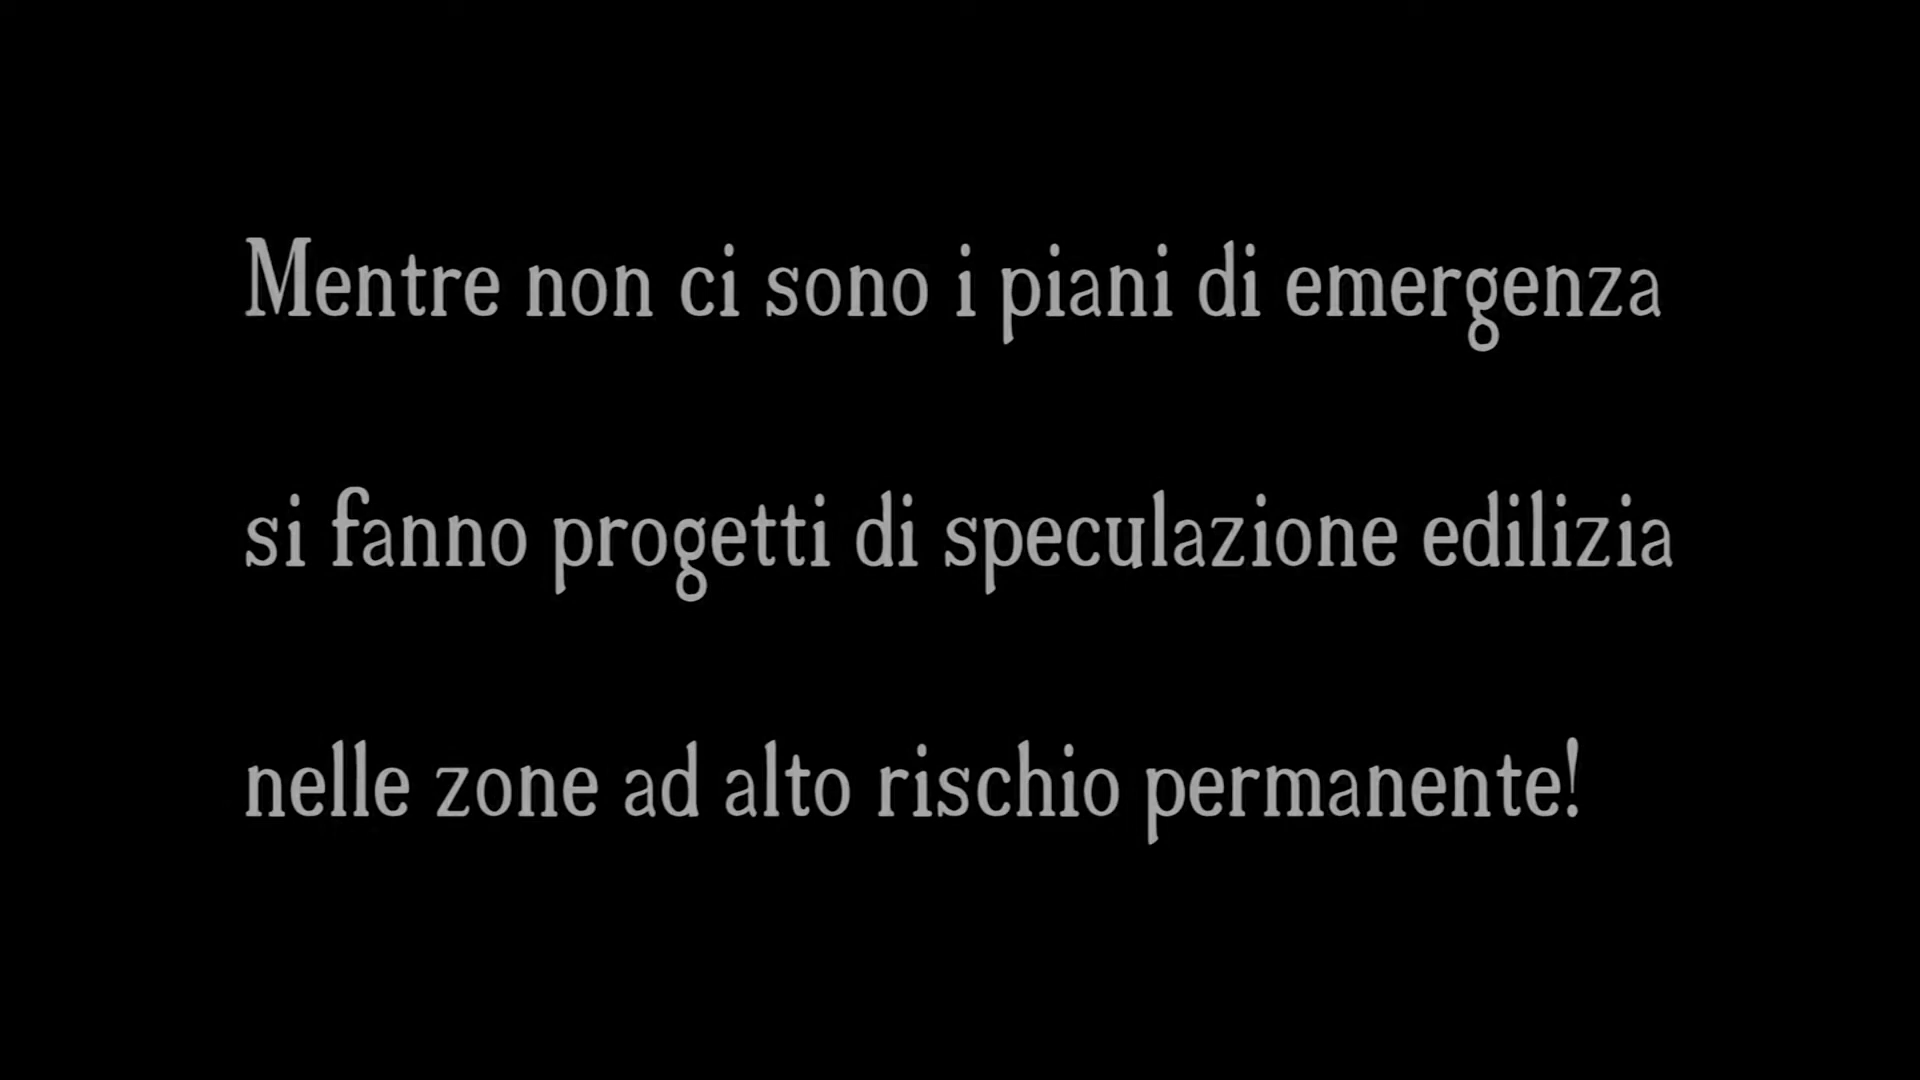 Mentre non ci sono i piani di emergenza
si fanno progetti di speculazione edilizia
nelle zone ad alto rischio permanente!